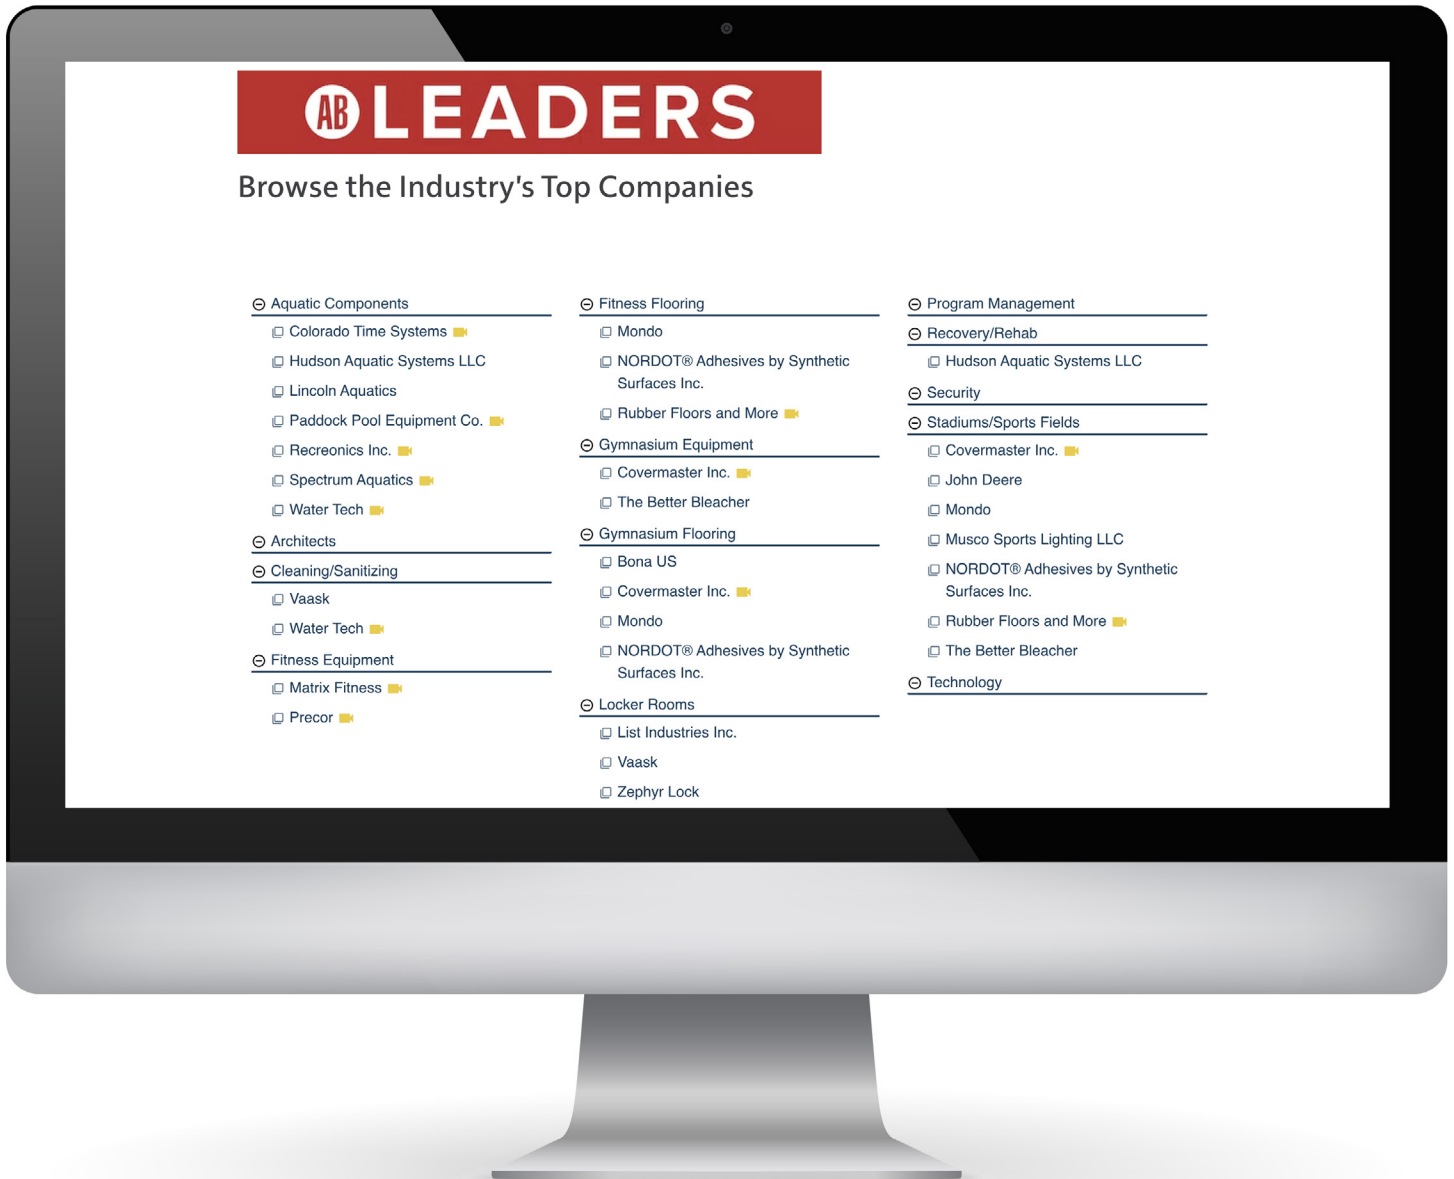 AB LEADERS
Browse the Industry's Top Companies
Aquatic Components
Colorado Time Systems
Hudson Aquatic Systems LLC
Lincoln Aquatics
Paddock Pool Equipment Co.
Recreonics Inc.
Spectrum Aquatics
Water Tech
Architects
Cleaning/Sanitizing
Vaask
Water Tech
Fitness Equipment
Matrix Fitness
Precor
Fitness Flooring
Mondo
NORDOT® Adhesives by Synthetic
Surfaces Inc.
Rubber Floors and More
Gymnasium Equipment
Covermaster Inc.
The Better Bleacher
Gymnasium Flooring
Bona US
Covermaster Inc.
Mondo
NORDOT® Adhesives by Synthetic
Surfaces Inc.
Locker Rooms
List Industries Inc.
Vaask
Zephyr Lock
Program Management
Recovery/Rehab
Hudson Aquatic Systems LLC
Security
Stadiums/Sports Fields
Covermaster Inc.
John Deere
Mondo
Musco Sports Lighting LLC
NORDOT® Adhesives by Synthetic
Surfaces Inc.
Rubber Floors and More
The Better Bleacher
Technology